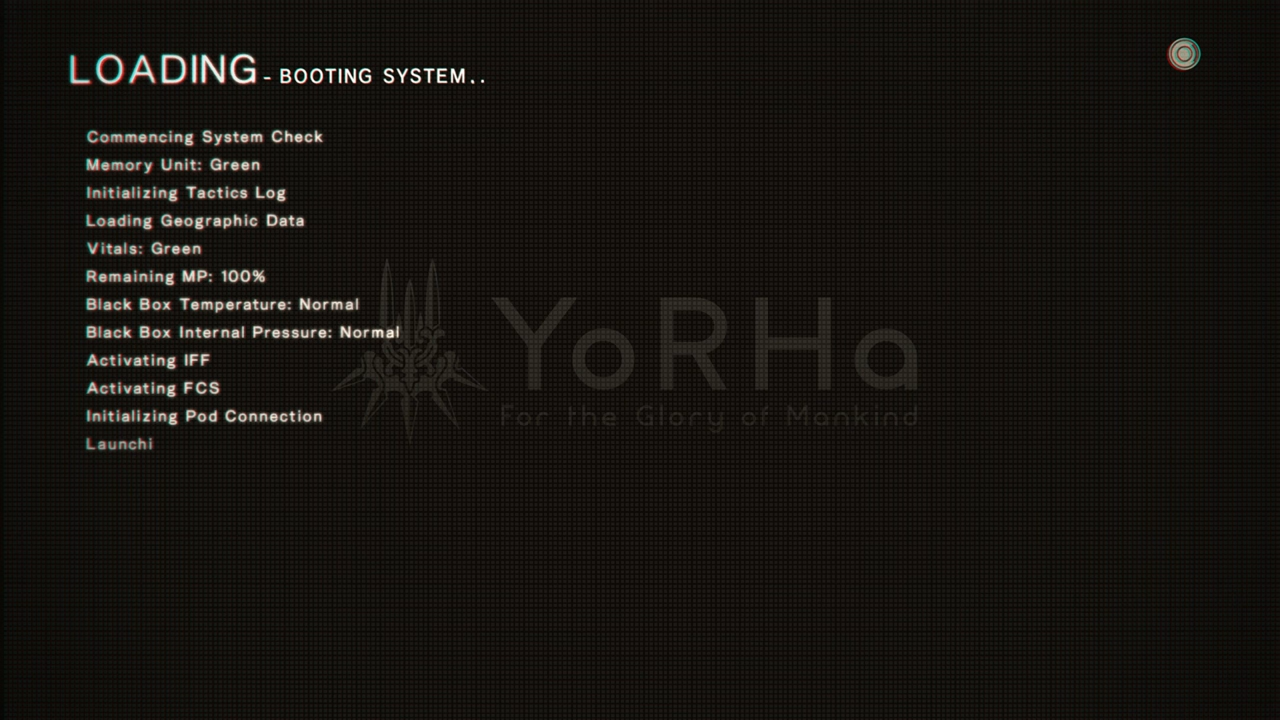 LOADING - BOOTING SYSTEM..
Commencing System Check
Memory Unit: Green
Initializing Tactics Log
Loading Geographic Data
Vitals: Green
Remaining MP: 100%
Black Box Temperature: Normal
Black Box Internal Pressure: Normal
Activating IFF
Activating FCS
Initializing Pod Connection
Launchi
YoRHa
For the Glory of Mankind